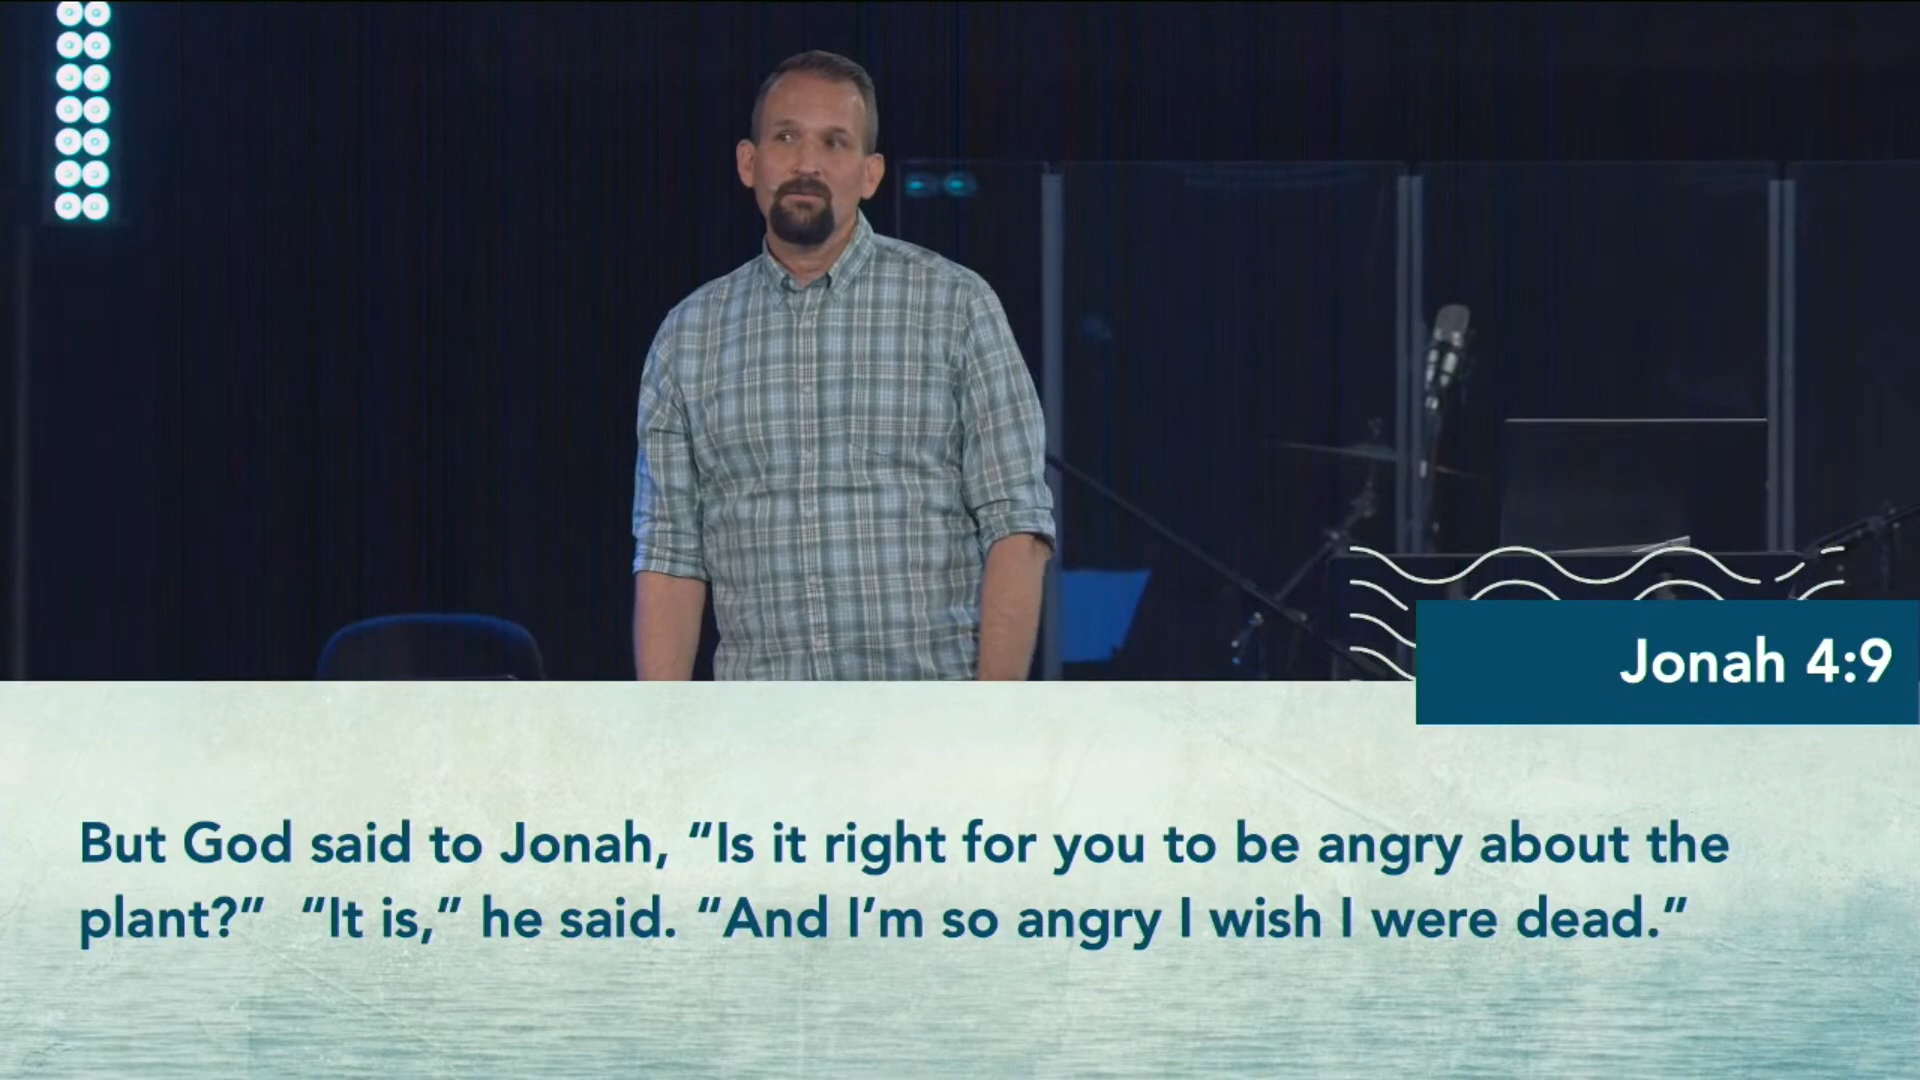 Jonah 4:9
But God said to Jonah, “Is it right for you to be angry about the
plant?”  “It is,” he said. “And I’m so angry I wish I were dead.”